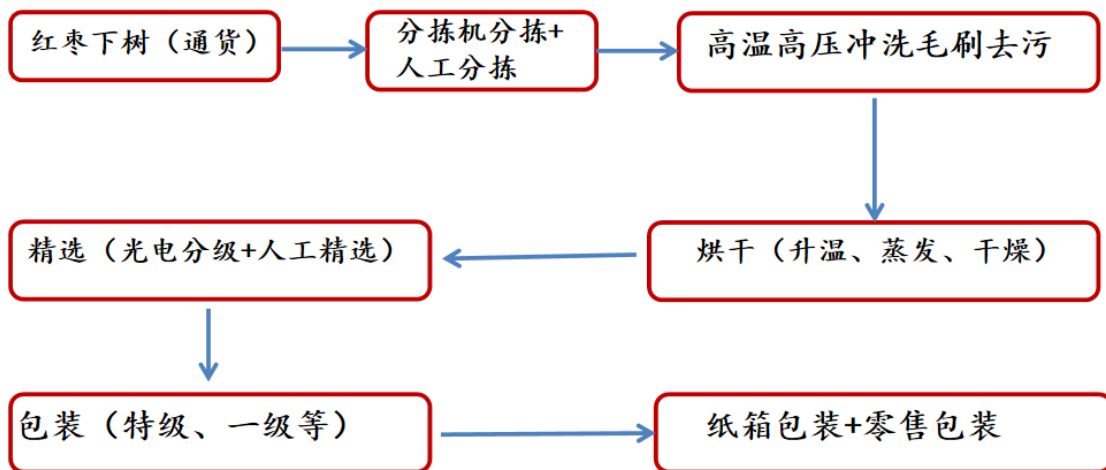 红枣下树（通货）
分拣机分拣+
人工分拣
高温高压冲洗毛刷去污
烘干（升温、蒸发、干燥）
精选（光电分级+人工精选）
包装（特级、一级等）
纸箱包装+零售包装